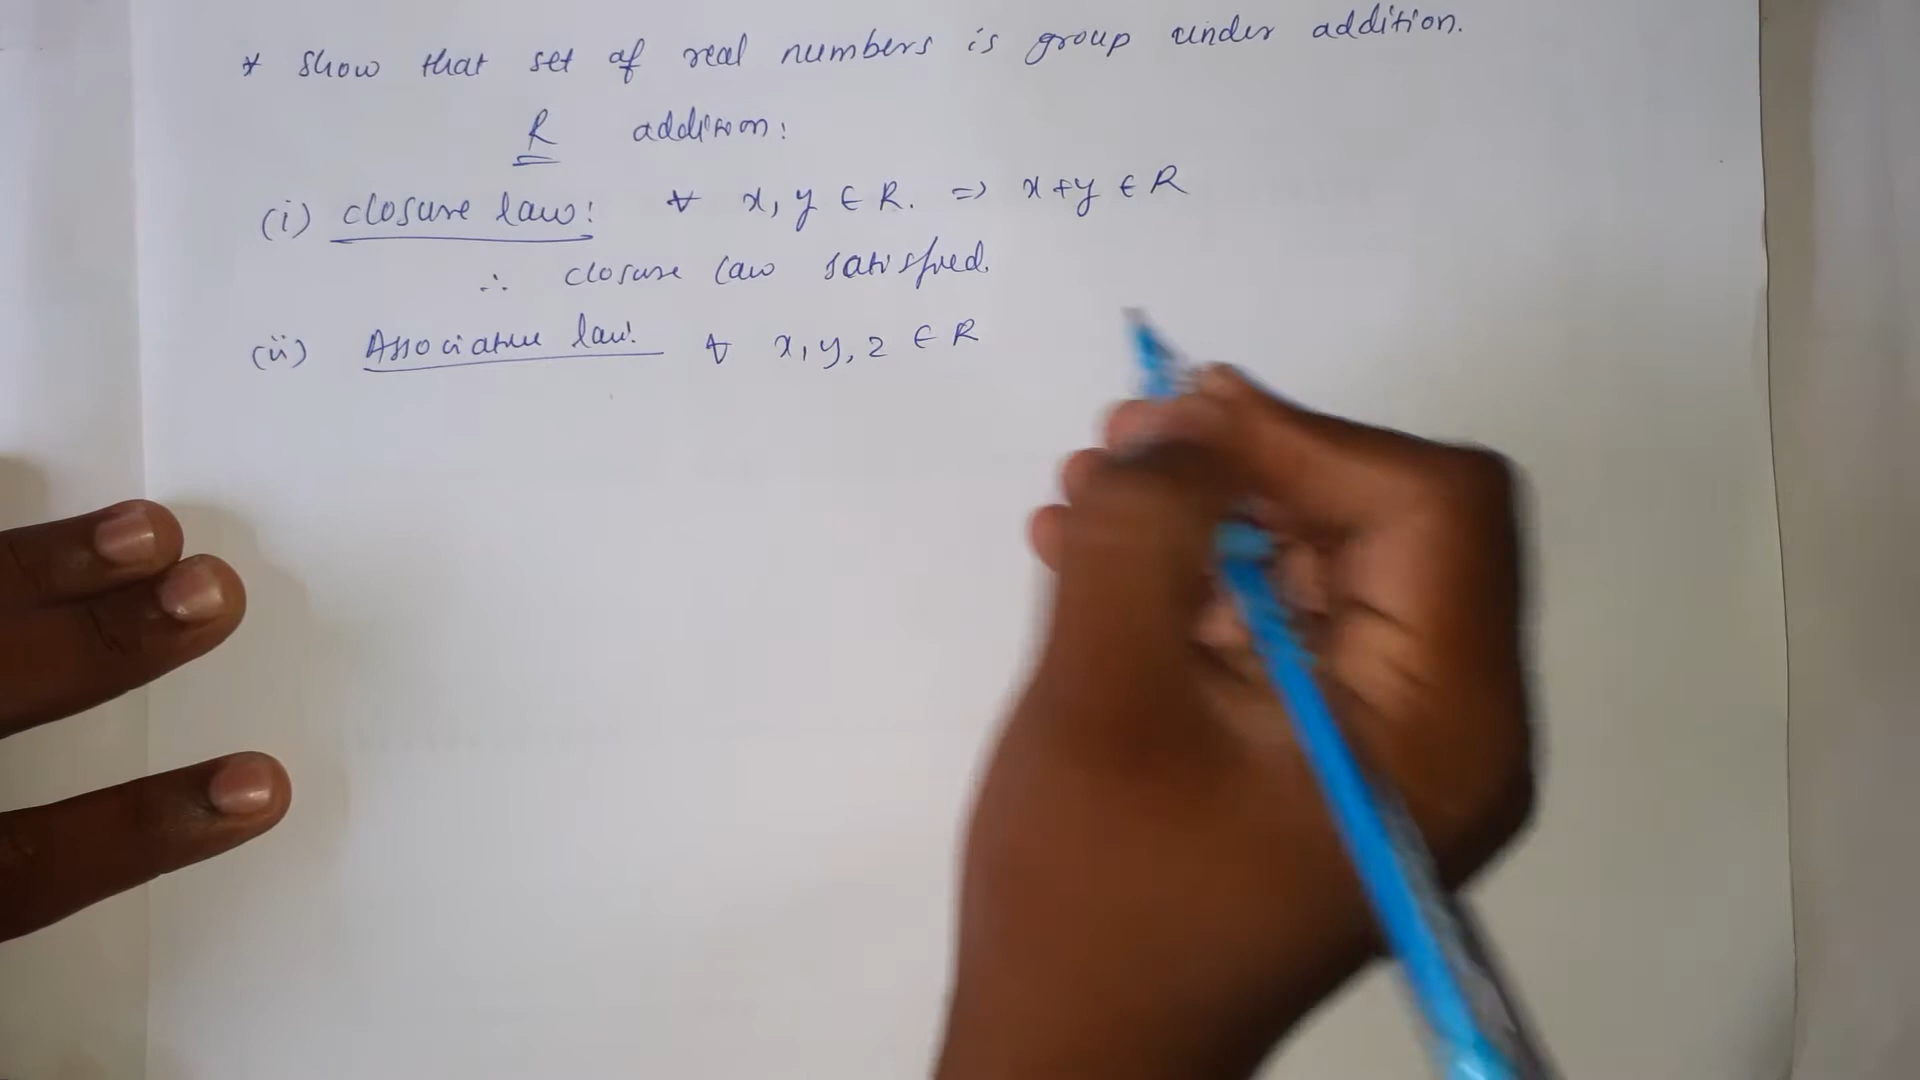 * Show that set of real numbers is group under addition.
R addition:
(i) closure law: ∀ x, y ∈ R. => x+y ∈ R
∴ closure law satisfied.
(ii) Associative law: ∀ x, y, z ∈ R